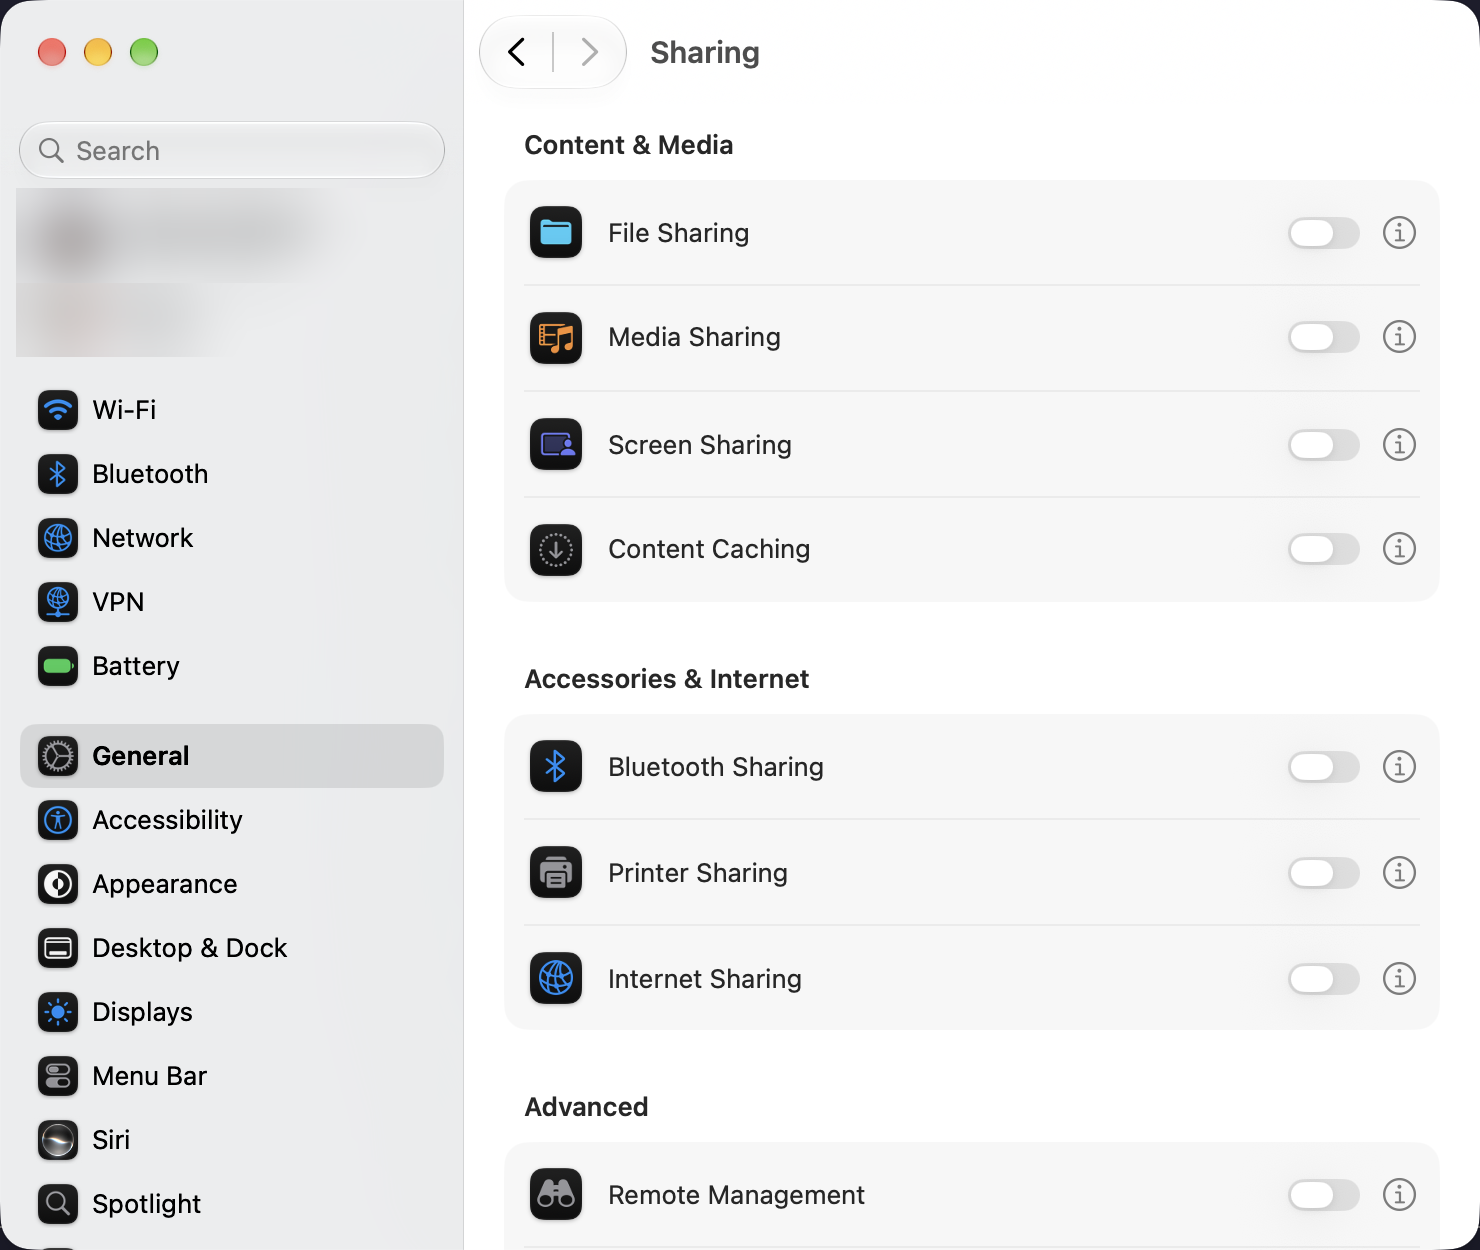 Sharing
Search
Wi-Fi
Bluetooth
Network
VPN
Battery
General
Accessibility
Appearance
Desktop & Dock
Displays
Menu Bar
Siri
Spotlight
Content & Media
File Sharing
Media Sharing
Screen Sharing
Content Caching
Accessories & Internet
Bluetooth Sharing
Printer Sharing
Internet Sharing
Advanced
Remote Management